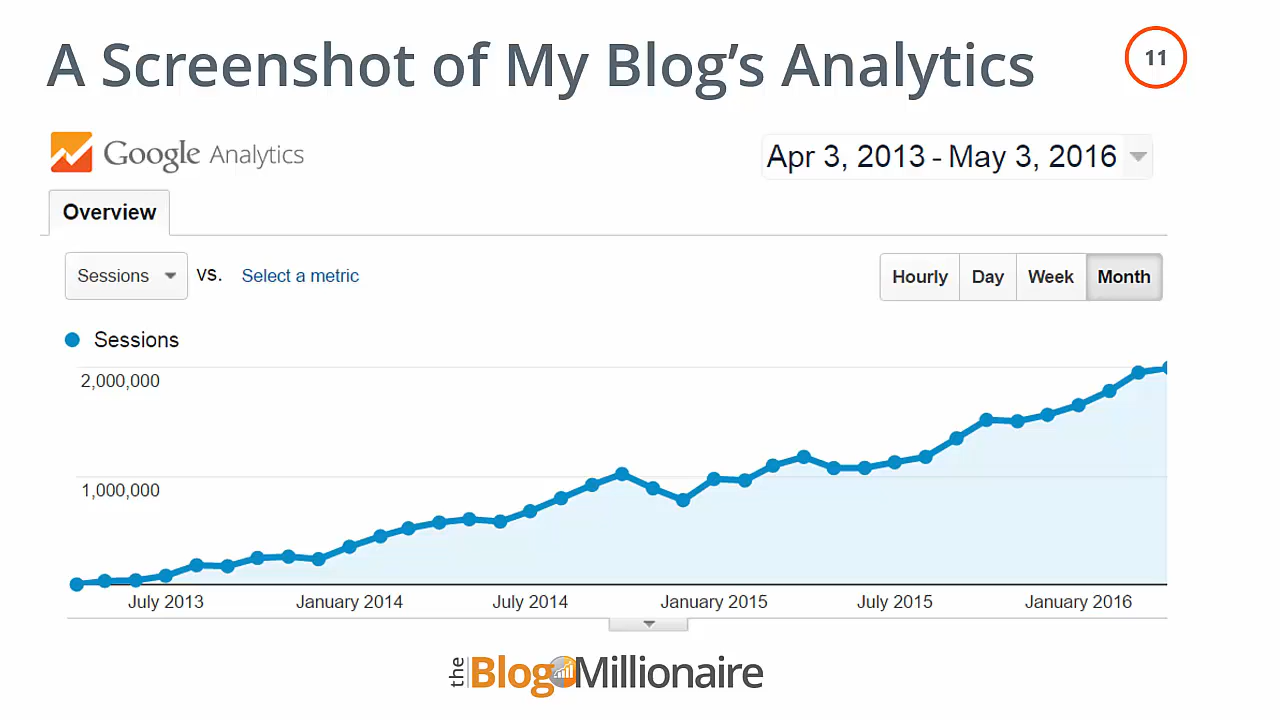 A Screenshot of My Blog's Analytics
11
Google Analytics
Apr 3, 2013 - May 3, 2016
Overview
Sessions vs. Select a metric
Hourly Day Week Month
Sessions
2,000,000
1,000,000
July 2013 January 2014 July 2014 January 2015 July 2015 January 2016
the Blog Millionaire